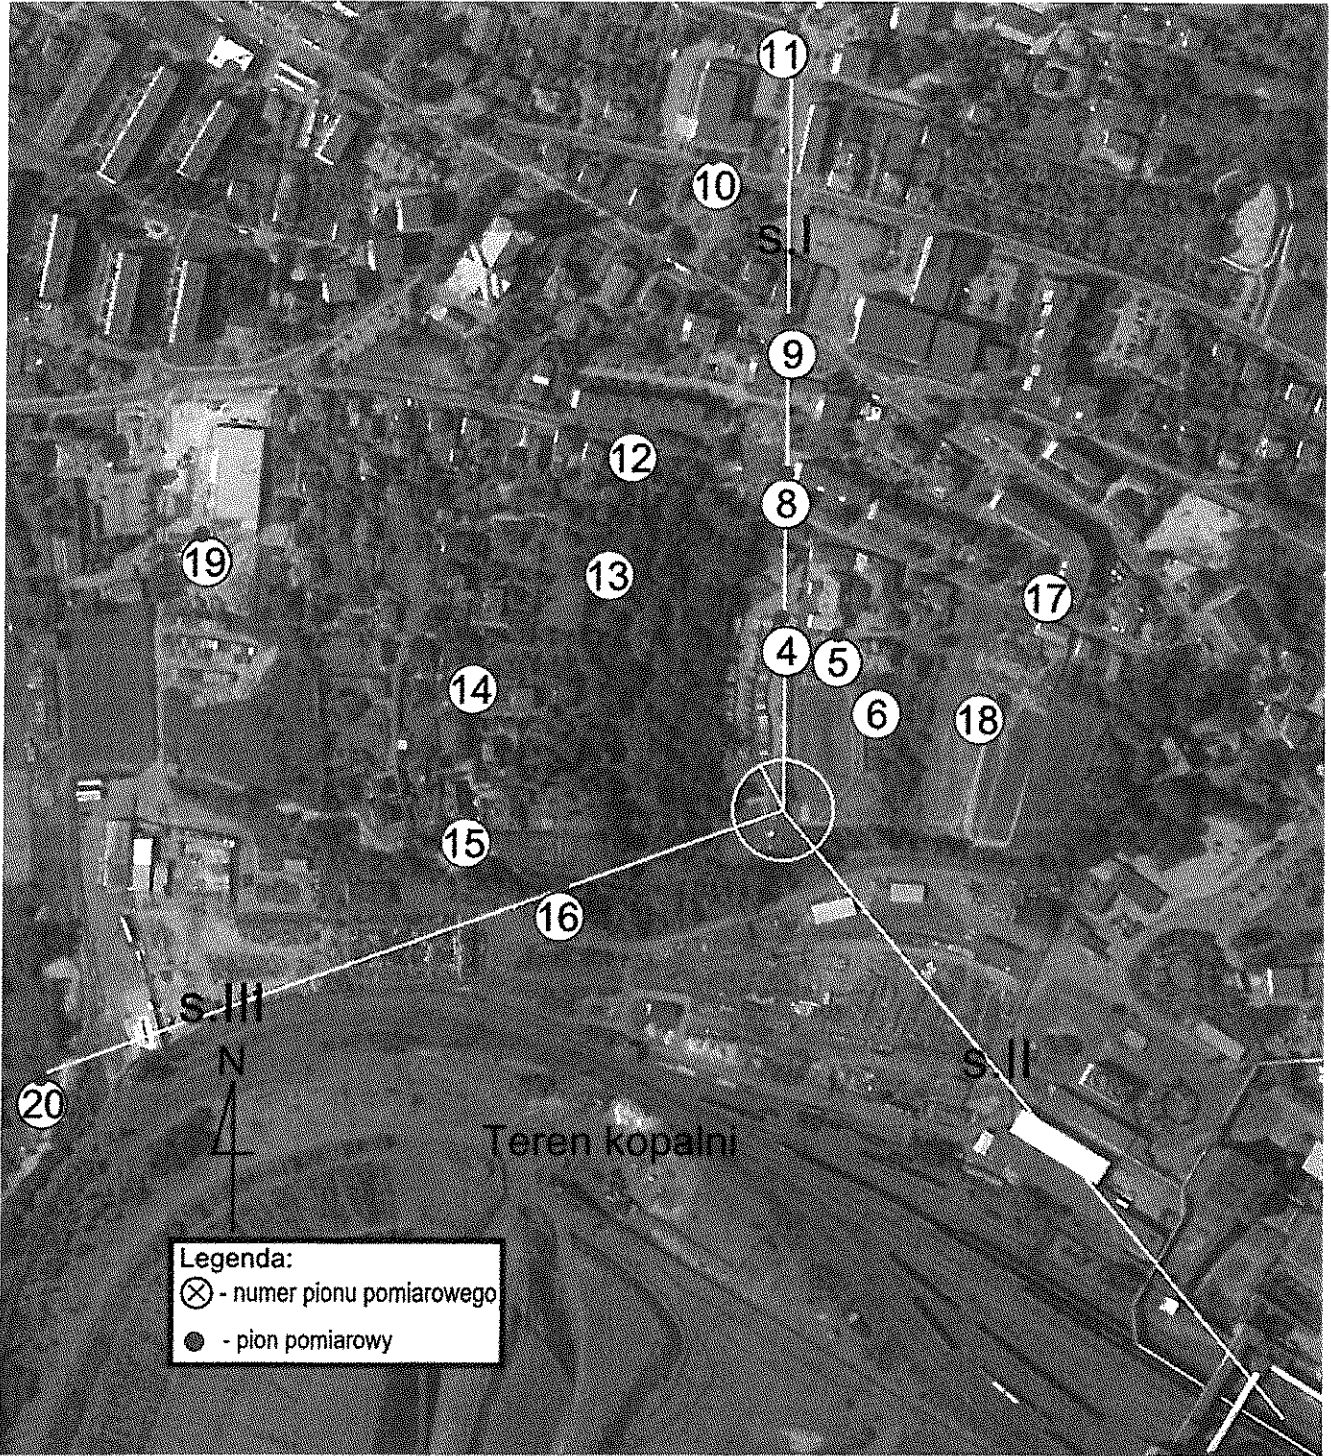 11
10
s.I
9
12
8
19
13
17
4
5
14
6
18
15
16
s.III
N
s.II
20
Teren kopalni
Legenda:
⊗ - numer pionu pomiarowego
● - pion pomiarowy